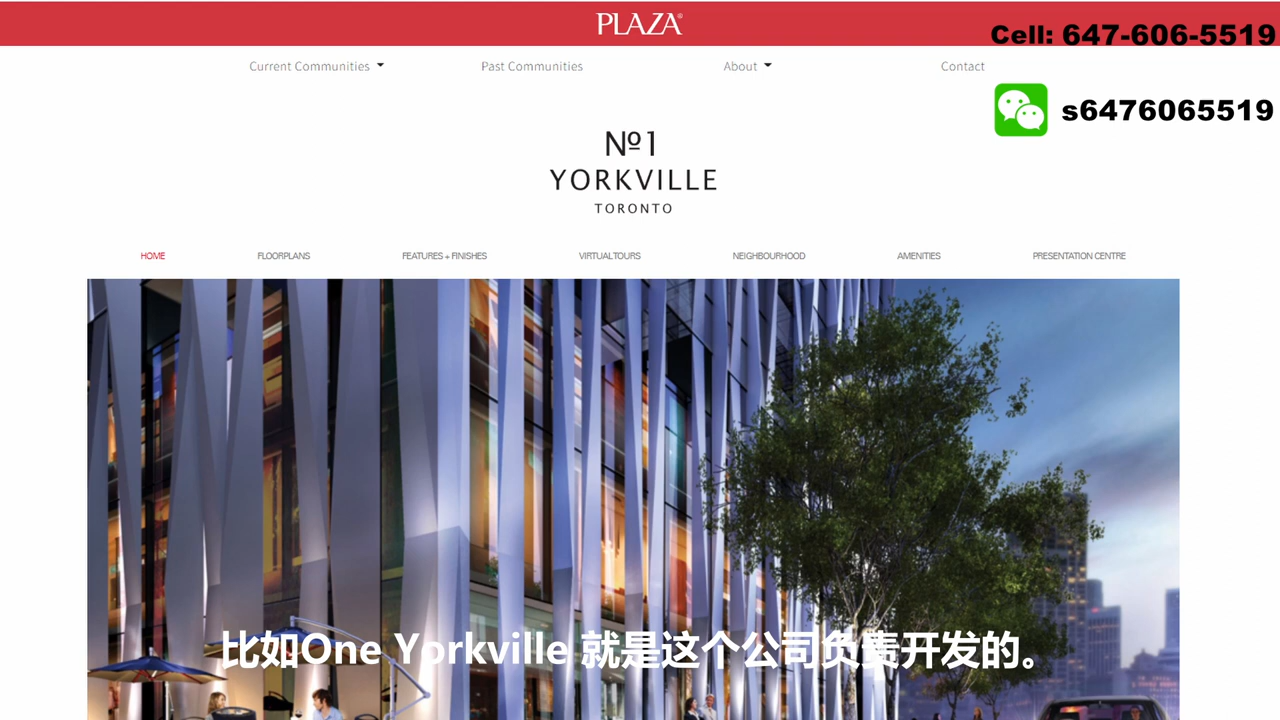 PLAZA®
Cell: 647-606-5519
Current Communities
Past Communities
About
Contact
s6476065519
Nº1
YORKVILLE
TORONTO
HOME
FLOORPLANS
FEATURES + FINISHES
VIRTUAL TOURS
NEIGHBOURHOOD
AMENITIES
PRESENTATION CENTRE
比如One Yorkville 就是这个公司负责开发的。